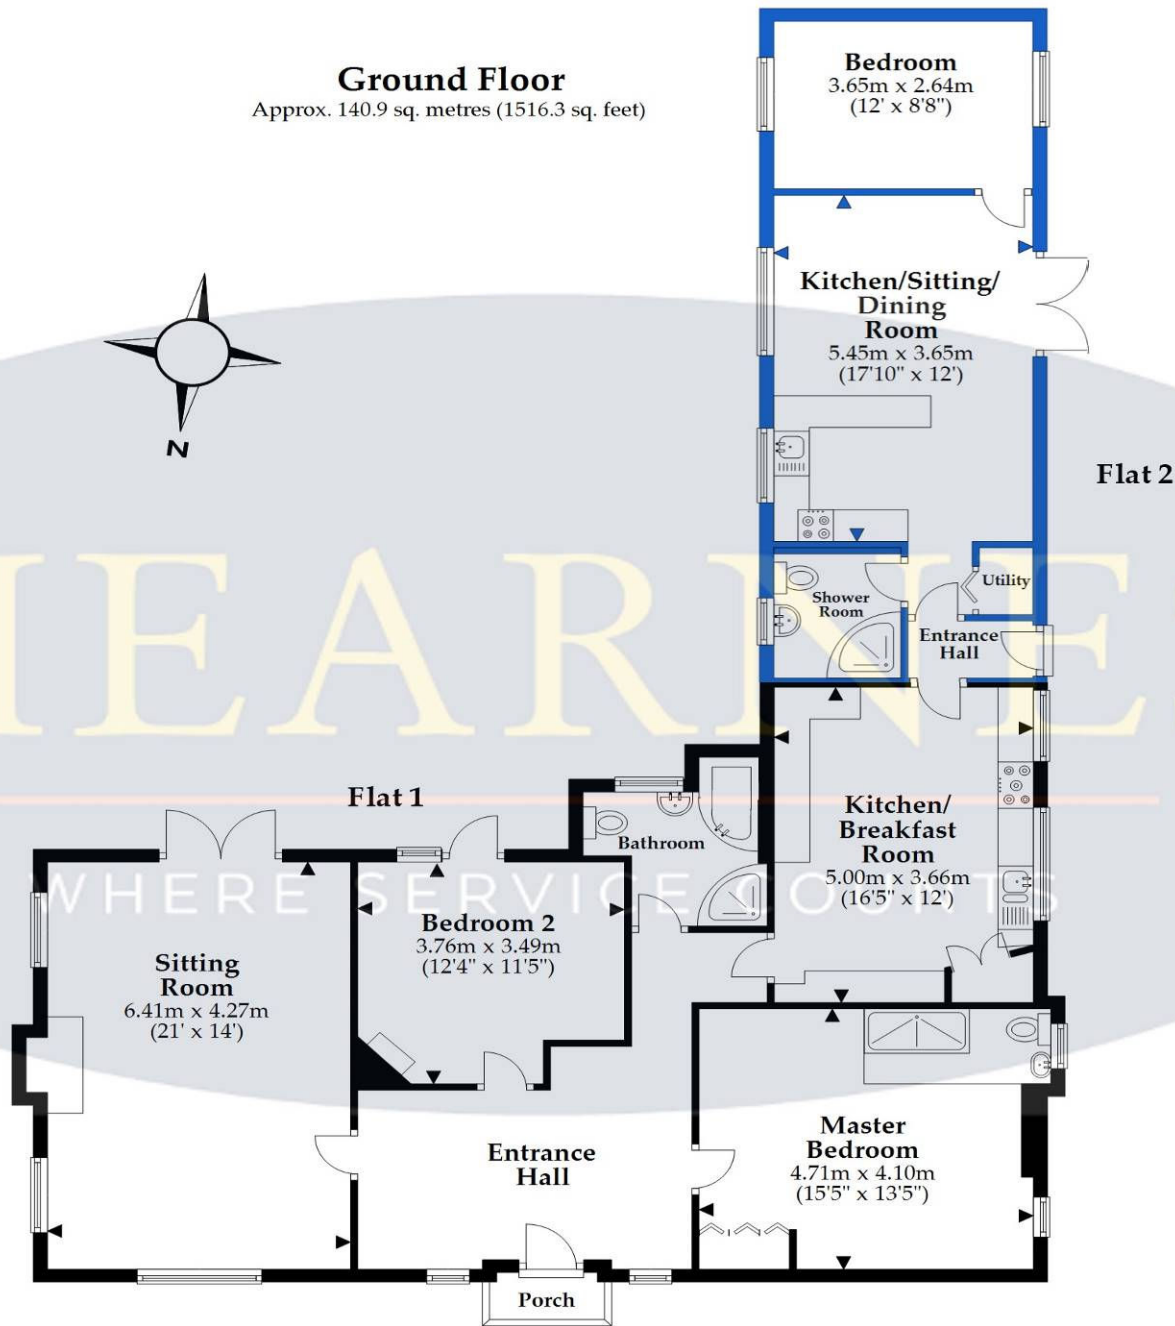 Ground Floor
Approx. 140.9 sq. metres (1516.3 sq. feet)
Bedroom
3.65m x 2.64m
(12' x 8'8")
Kitchen/Sitting/
Dining
Room
5.45m x 3.65m
(17'10" x 12')
N
Flat 2
Shower
Room
Utility
Entrance
Hall
HEARNE
WHERE SERVICE COUNTS
Flat 1
Bathroom
Kitchen/
Breakfast
Room
5.00m x 3.66m
(16'5" x 12')
Bedroom 2
3.76m x 3.49m
(12'4" x 11'5")
Sitting
Room
6.41m x 4.27m
(21' x 14')
Entrance
Hall
Master
Bedroom
4.71m x 4.10m
(15'5" x 13'5")
Porch